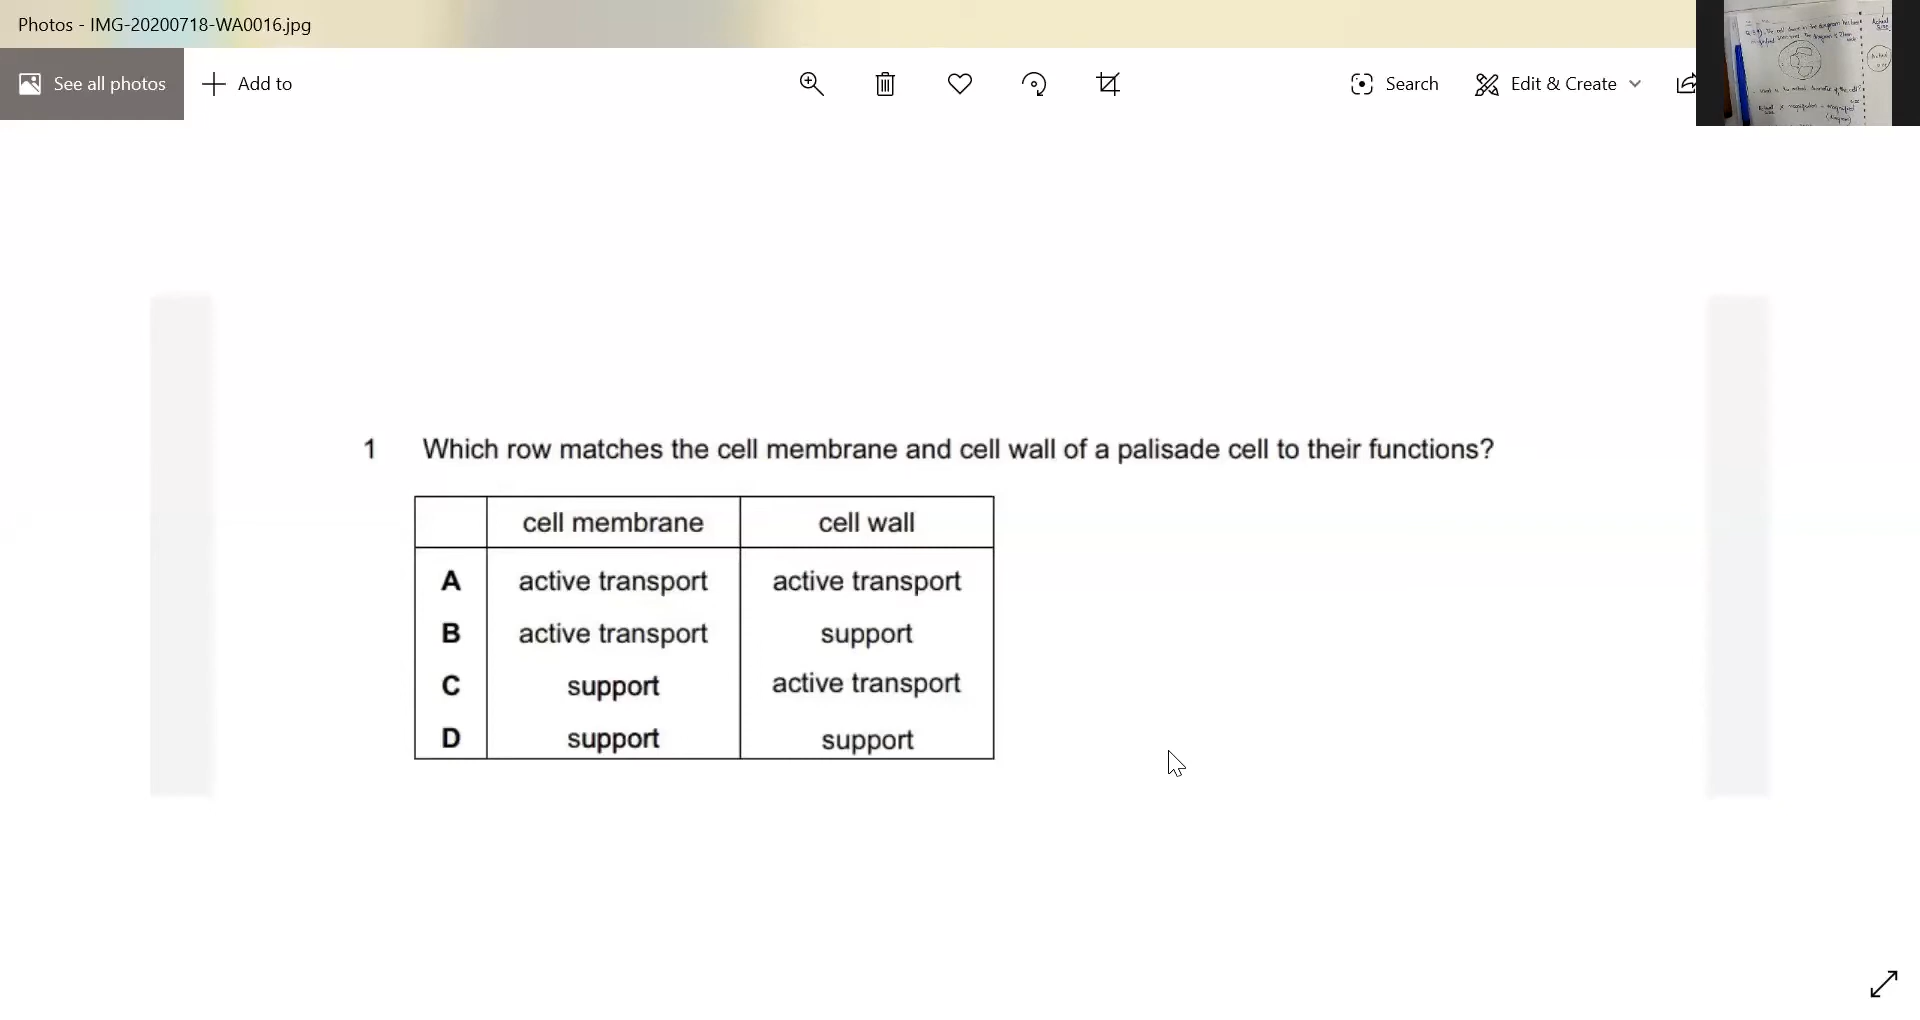 Photos - IMG-20200718-WA0016.jpg
See all photos
Add to
Search
Edit & Create
1 Which row matches the cell membrane and cell wall of a palisade cell to their functions?
cell membrane cell wall
A active transport active transport
B active transport support
C support active transport
D support support